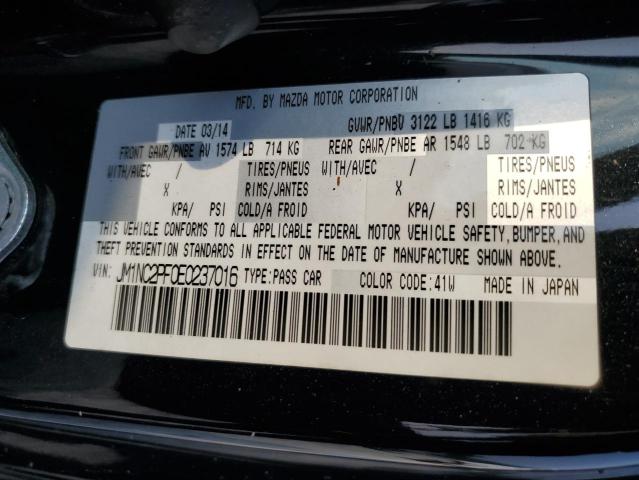 MFD. BY MAZDA MOTOR CORPORATION
DATE 03/14 GVWR/PNBV 3122 LB 1416 KG
FRONT GAWR/PNBE AV 1574 LB 714 KG REAR GAWR/PNBE AR 1548 LB 702 KG
WITH/AVEC / TIRES/PNEUS WITH/AVEC / TIRES/PNEUS
X RIMS/JANTES X RIMS/JANTES
KPA/ PSI COLD/A FROID KPA/ PSI COLD/A FROID
THIS VEHICLE CONFORMS TO ALL APPLICABLE FEDERAL MOTOR VEHICLE SAFETY, BUMPER, AND
THEFT PREVENTION STANDARDS IN EFFECT ON THE DATE OF MANUFACTURE SHOWN ABOVE.
VIN: JM1NC2PF0E0237016 TYPE:PASS CAR COLOR CODE:41W MADE IN JAPAN